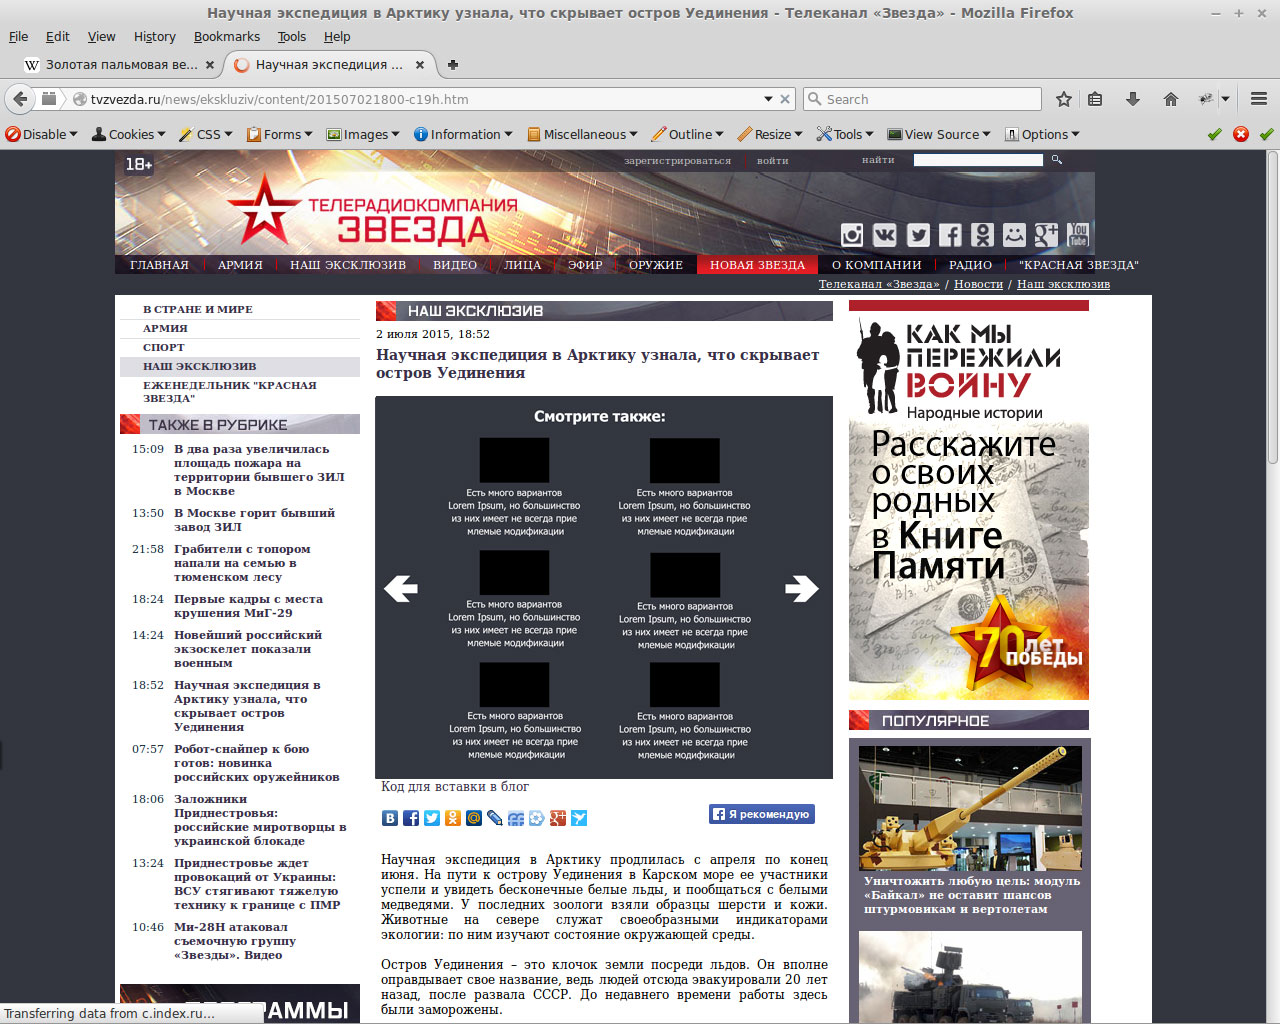 Научная экспедиция в Арктику узнала, что скрывает остров Уединения - Телеканал «Звезда» - Mozilla Firefox
File Edit View History Bookmarks Tools Help
Золотая пальмовая ве... Научная экспедиция ...
tvzvezda.ru/news/ekskluziv/content/201507021800-c19h.htm Search
Disable Cookies CSS Forms Images Information Miscellaneous Outline Resize Tools View Source Options
18+ зарегистрироваться войти найти
ТЕЛЕРАДИОКОМПАНИЯ
ЗВЕЗДА
You Tube
ГЛАВНАЯ АРМИЯ НАШ ЭКСКЛЮЗИВ ВИДЕО ЛИЦА ЭФИР ОРУЖИЕ НОВАЯ ЗВЕЗДА О КОМПАНИИ РАДИО "КРАСНАЯ ЗВЕЗДА"
Телеканал «Звезда» / Новости / Наш эксклюзив
В СТРАНЕ И МИРЕ
АРМИЯ
СПОРТ
НАШ ЭКСКЛЮЗИВ
ЕЖЕНЕДЕЛЬНИК "КРАСНАЯ
ЗВЕЗДА"
ТАКЖЕ В РУБРИКЕ
15:09 В два раза увеличилась
площадь пожара на
территории бывшего ЗИЛ
в Москве
13:50 В Москве горит бывший
завод ЗИЛ
21:58 Грабители с топором
напали на семью в
тюменском лесу
18:24 Первые кадры с места
крушения МиГ-29
14:24 Новейший российский
экзоскелет показали
военным
18:52 Научная экспедиция в
Арктику узнала, что
скрывает остров
Уединения
07:57 Робот-снайпер к бою
готов: новинка
российских оружейников
18:06 Заложники
Приднестровья:
российские миротворцы в
украинской блокаде
13:24 Приднестровье ждет
провокаций от Украины:
ВСУ стягивают тяжелую
технику к границе с ПМР
10:46 Ми-28Н атаковал
съемочную группу
«Звезды». Видео
НАШ ЭКСКЛЮЗИВ
2 июля 2015, 18:52
Научная экспедиция в Арктику узнала, что скрывает
остров Уединения
Смотрите также:
Есть много вариантов
Lorem Ipsum, но большинство
из них имеет не всегда прие
млемые модификации
Есть много вариантов
Lorem Ipsum, но большинство
из них имеет не всегда прие
млемые модификации
Есть много вариантов
Lorem Ipsum, но большинство
из них имеет не всегда прие
млемые модификации
Есть много вариантов
Lorem Ipsum, но большинство
из них имеет не всегда прие
млемые модификации
Есть много вариантов
Lorem Ipsum, но большинство
из них имеет не всегда прие
млемые модификации
Есть много вариантов
Lorem Ipsum, но большинство
из них имеет не всегда прие
млемые модификации
Код для вставки в блог
Я рекомендую
Научная экспедиция в Арктику продлилась с апреля по конец
июня. На пути к острову Уединения в Карском море ее участники
успели и увидеть бесконечные белые льды, и пообщаться с белыми
медведями. У последних зоологи взяли образцы шерсти и кожи.
Животные на севере служат своеобразными индикаторами
экологии: по ним изучают состояние окружающей среды.
Остров Уединения – это клочок земли посреди льдов. Он вполне
оправдывает свое название, ведь людей отсюда эвакуировали 20 лет
назад, после развала СССР. До недавнего времени работы здесь
были заморожены.
КАК МЫ
ПЕРЕЖИЛИ
ВОЙНУ
Народные истории
Расскажите
о своих
родных
в Книге
Памяти
70 лет
ПОБЕДЫ
ПОПУЛЯРНОЕ
Уничтожить любую цель: модуль
«Байкал» не оставит шансов
штурмовикам и вертолетам
Transferring data from c.index.ru...